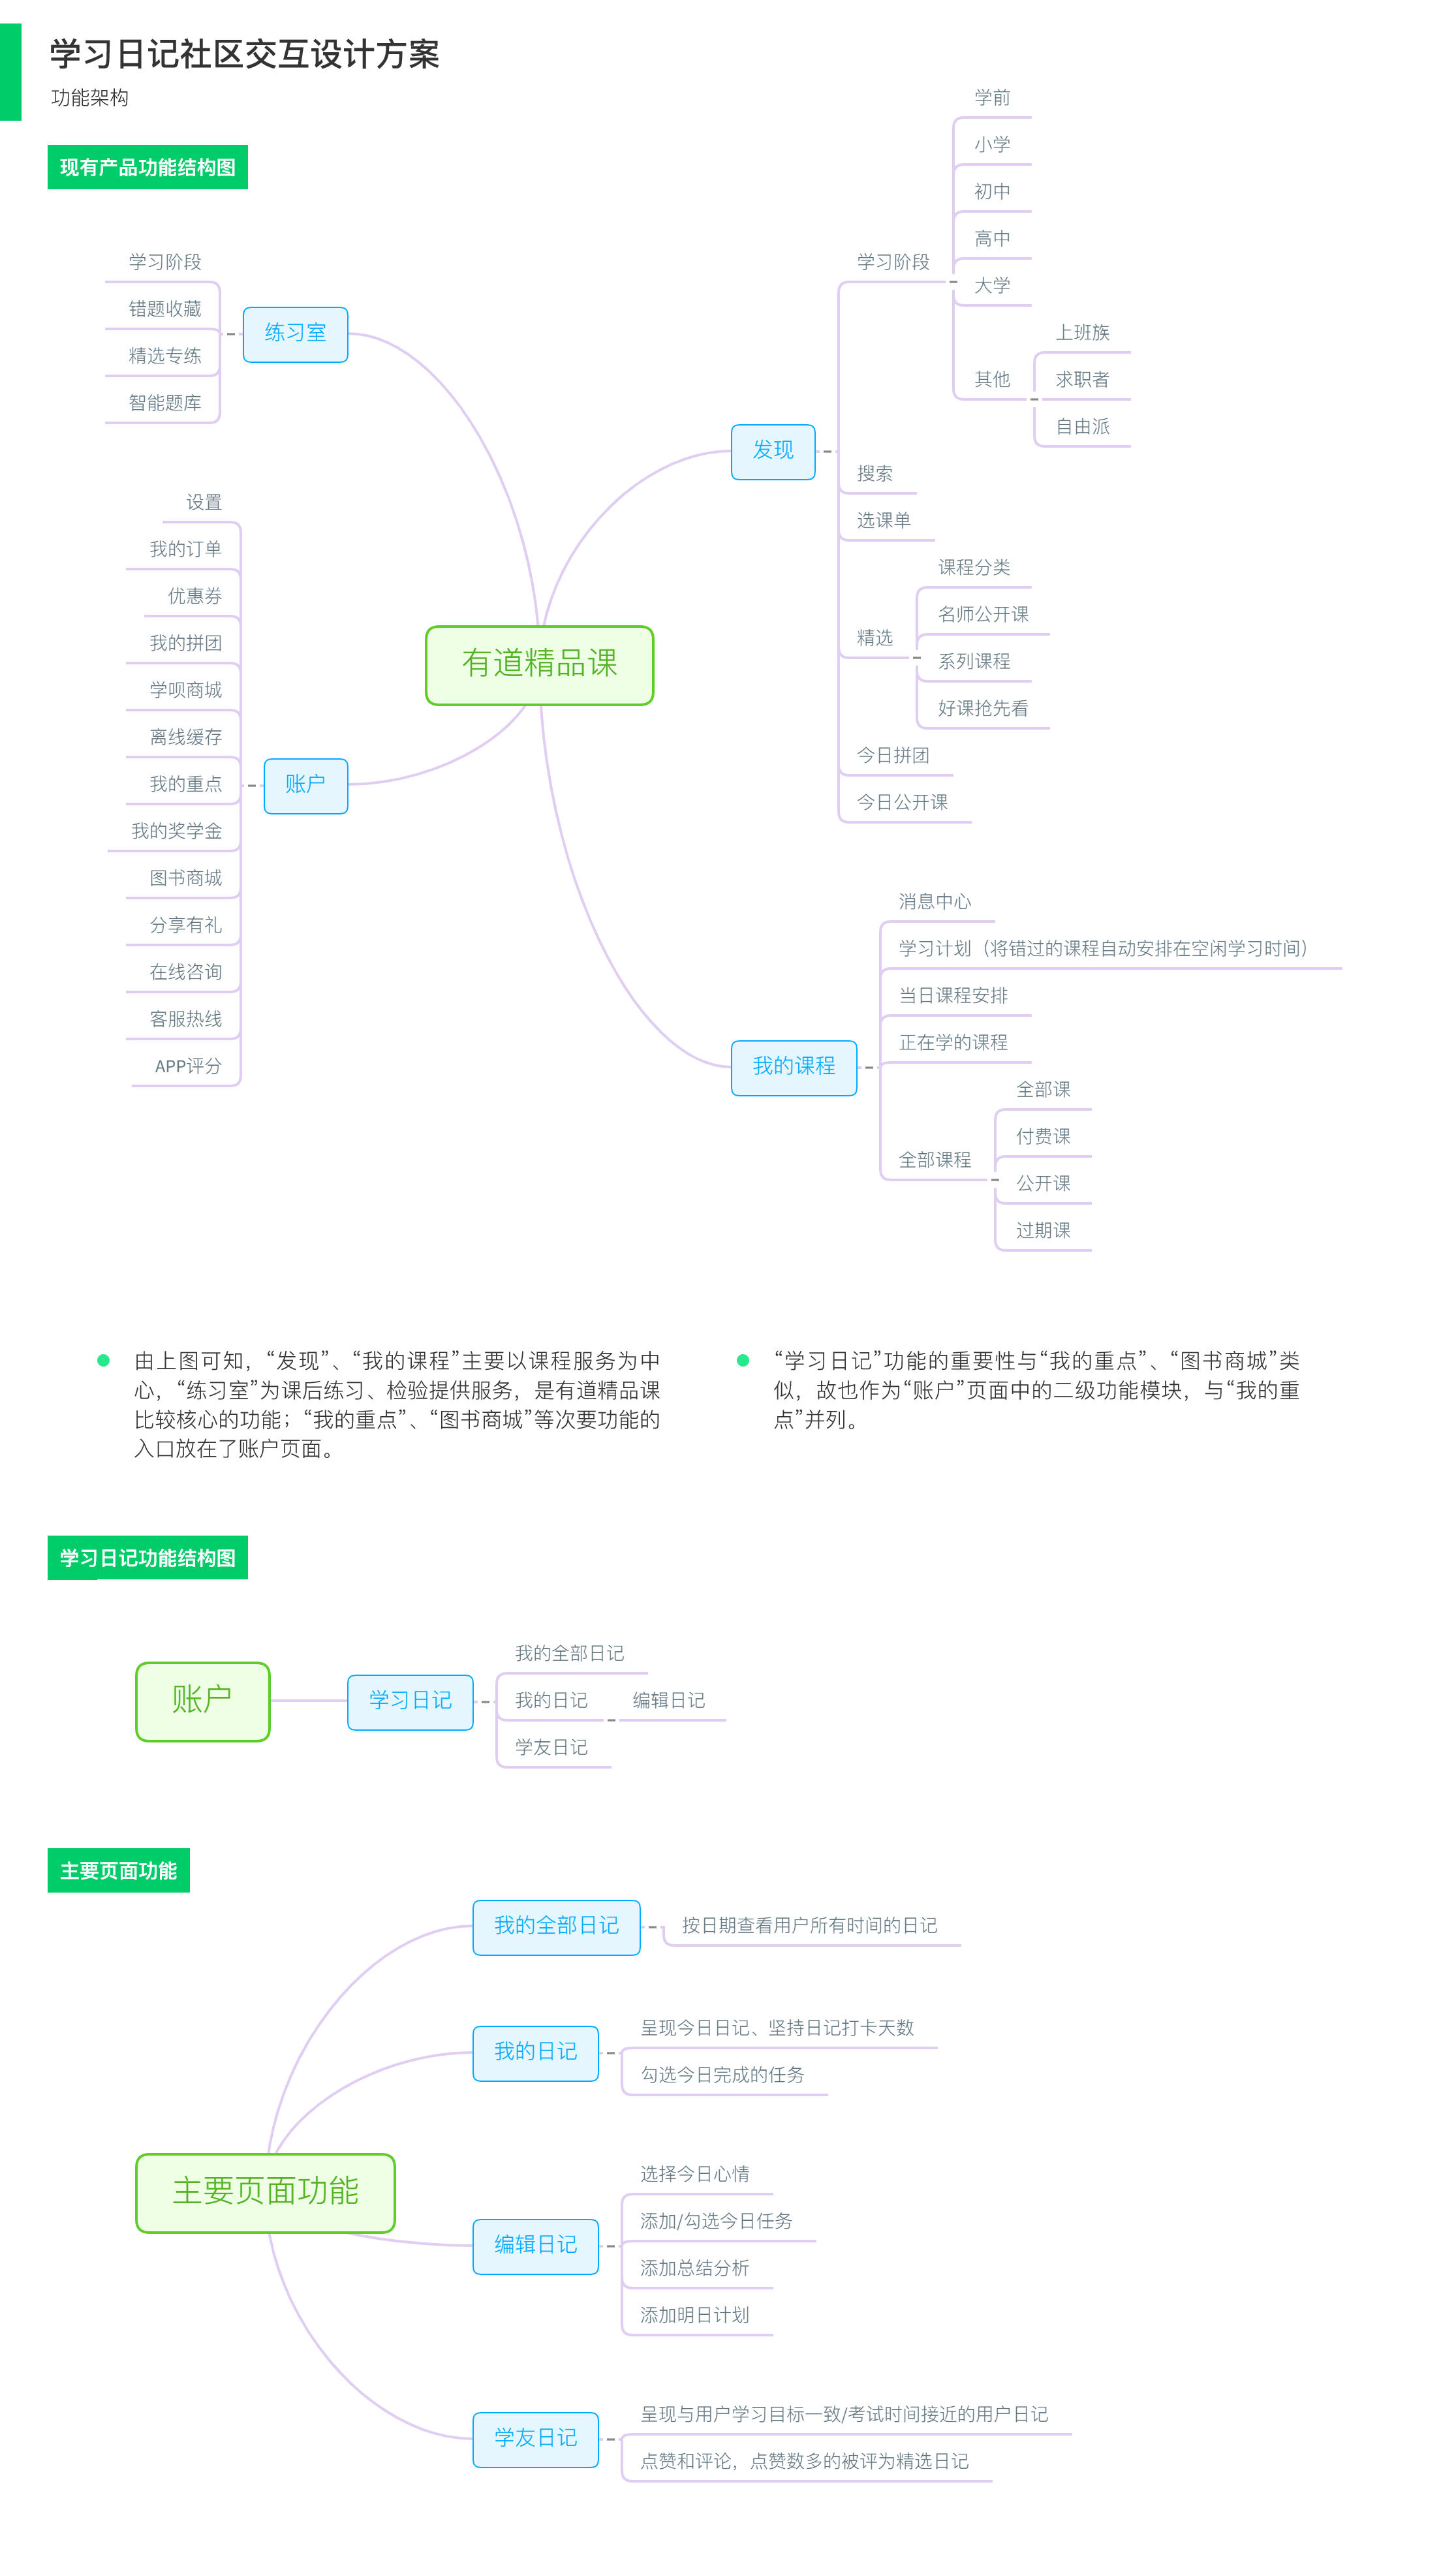 学习日记社区交互设计方案
功能架构
现有产品功能结构图
有道精品课
练习室
学习阶段
错题收藏
精选专练
智能题库
账户
设置
我的订单
优惠券
我的拼团
学呗商城
离线缓存
我的重点
我的奖学金
图书商城
分享有礼
在线咨询
客服热线
APP评分
发现
学习阶段
学前
小学
初中
高中
大学
其他
上班族
求职者
自由派
搜索
选课单
精选
课程分类
名师公开课
系列课程
好课抢先看
今日拼团
今日公开课
我的课程
消息中心
学习计划（将错过的课程自动安排在空闲学习时间）
当日课程安排
正在学的课程
全部课程
全部课
付费课
公开课
过期课
由上图可知，“发现”、“我的课程”主要以课程服务为中
心，“练习室”为课后练习、检验提供服务，是有道精品课
比较核心的功能；“我的重点”、“图书商城”等次要功能的
入口放在了账户页面。
“学习日记”功能的重要性与“我的重点”、“图书商城”类
似，故也作为“账户”页面中的二级功能模块，与“我的重
点”并列。
学习日记功能结构图
账户
学习日记
我的全部日记
我的日记
编辑日记
学友日记
主要页面功能
主要页面功能
我的全部日记
按日期查看用户所有时间的日记
我的日记
呈现今日日记、坚持日记打卡天数
勾选今日完成的任务
编辑日记
选择今日心情
添加/勾选今日任务
添加总结分析
添加明日计划
学友日记
呈现与用户学习目标一致/考试时间接近的用户日记
点赞和评论，点赞数多的被评为精选日记